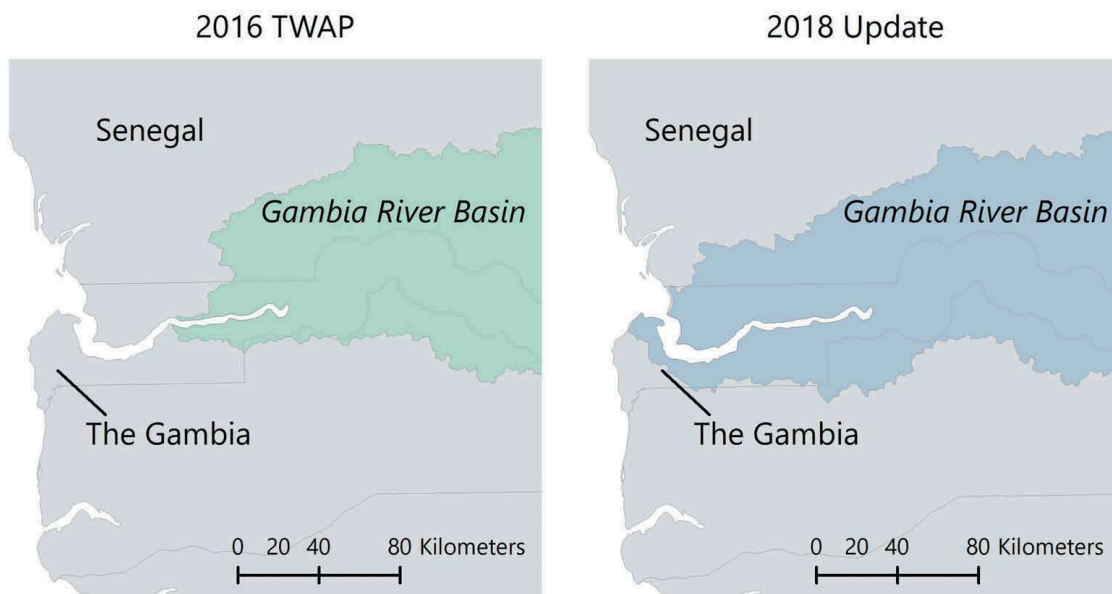 2016 TWAP
Senegal
Gambia River Basin
The Gambia
0 20 40 80 Kilometers
2018 Update
Senegal
Gambia River Basin
The Gambia
0 20 40 80 Kilometers